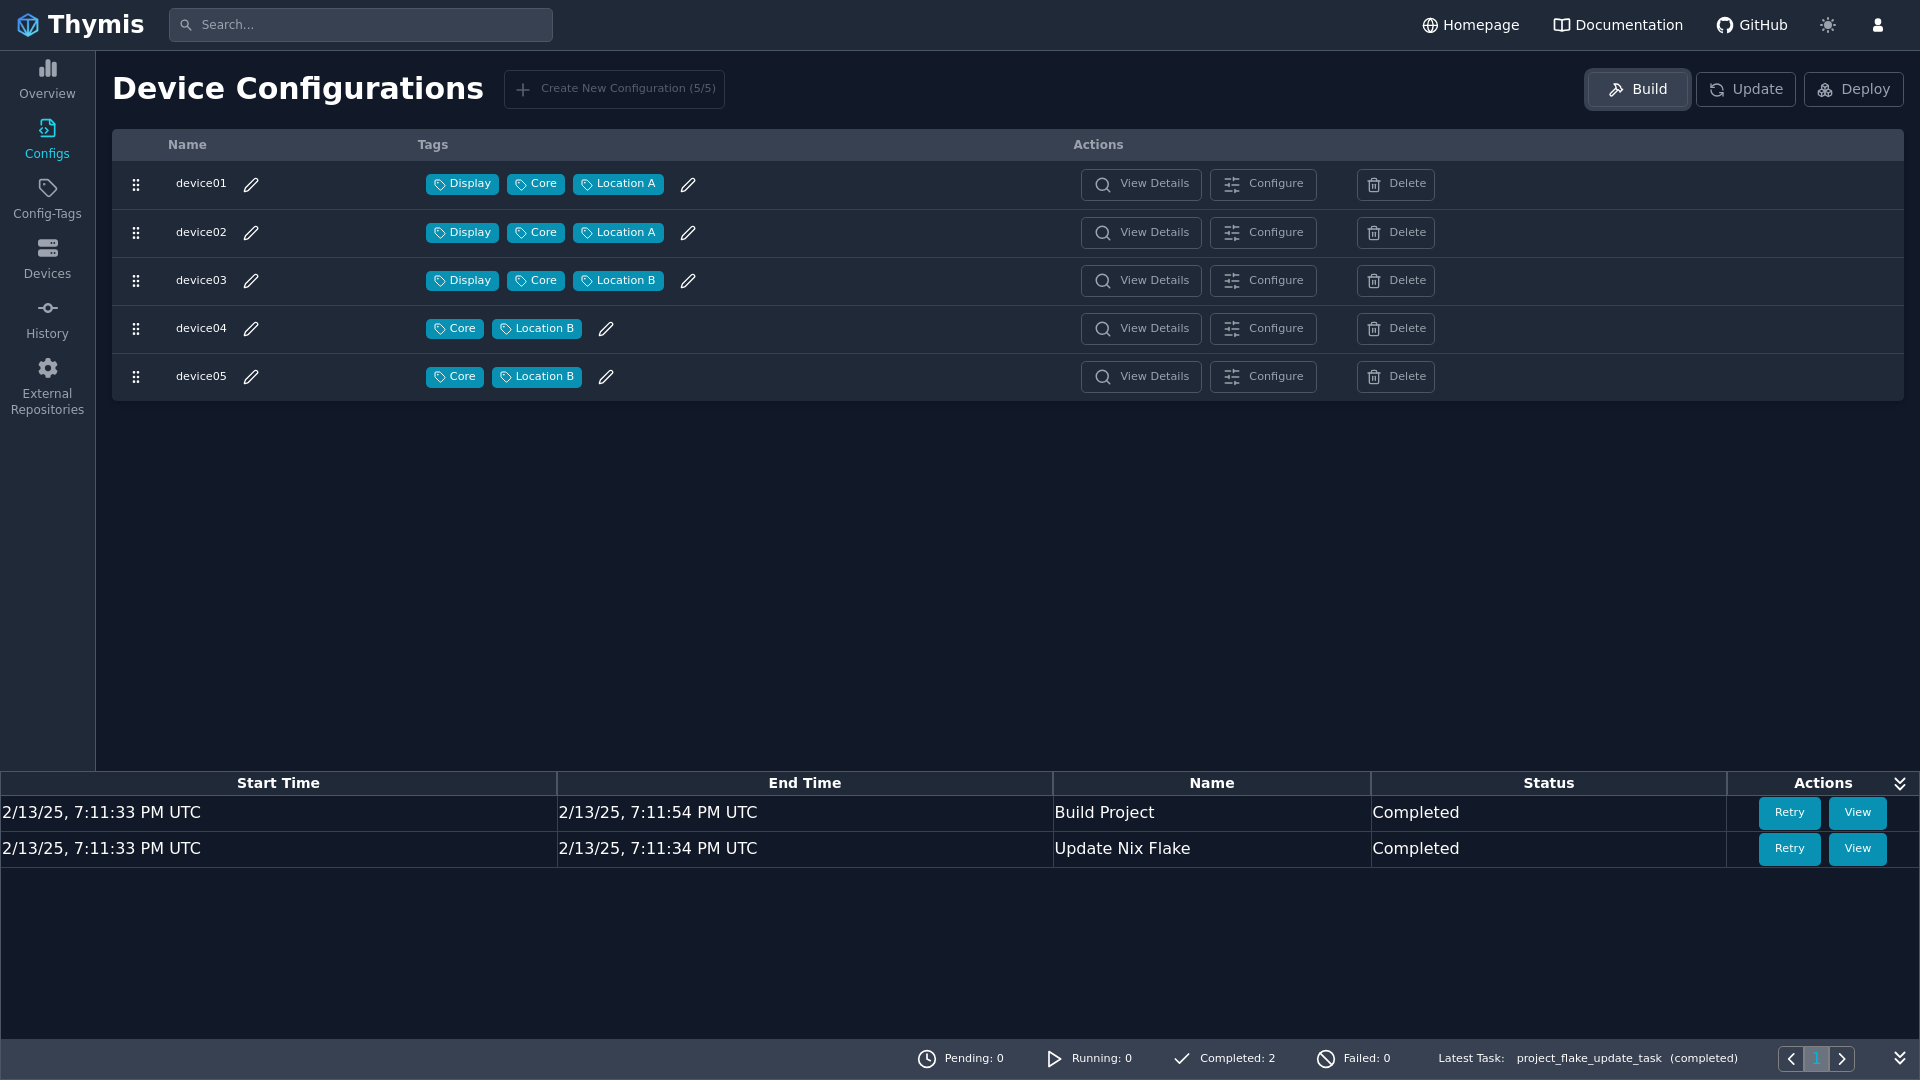 Thymis
Search...
Homepage
Documentation
GitHub
Overview
Configs
Config-Tags
Devices
History
External
Repositories
Device Configurations
Create New Configuration (5/5)
Build
Update
Deploy
Name Tags Actions
device01 Display Core Location A View Details Configure Delete
device02 Display Core Location A View Details Configure Delete
device03 Display Core Location B View Details Configure Delete
device04 Core Location B View Details Configure Delete
device05 Core Location B View Details Configure Delete
Start Time End Time Name Status Actions
2/13/25, 7:11:33 PM UTC 2/13/25, 7:11:54 PM UTC Build Project Completed Retry View
2/13/25, 7:11:33 PM UTC 2/13/25, 7:11:34 PM UTC Update Nix Flake Completed Retry View
Pending: 0 Running: 0 Completed: 2 Failed: 0 Latest Task: project_flake_update_task (completed) 1